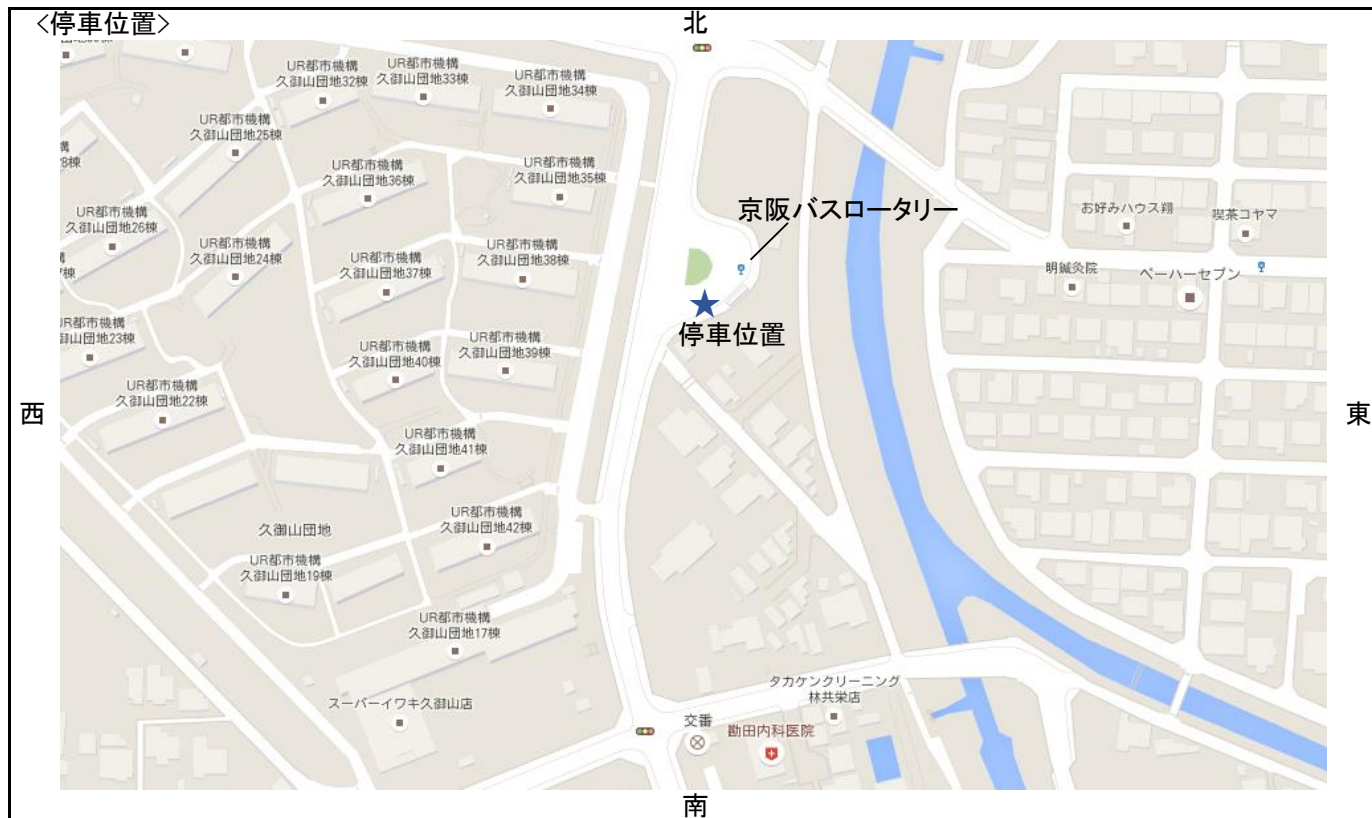 <停車位置>
北
UR都市機構
久御山団地32棟
UR都市機構
久御山団地33棟
UR都市機構
久御山団地34棟
UR都市機構
久御山団地25棟
UR都市機構
久御山団地36棟
UR都市機構
久御山団地35棟
京阪バスロータリー
お好みハウス翔
喫茶コヤマ
UR都市機構
久御山団地26棟
UR都市機構
久御山団地24棟
UR都市機構
久御山団地37棟
UR都市機構
久御山団地38棟
明鍼灸院
ペーハーセブン
停車位置
UR都市機構
久御山団地23棟
UR都市機構
久御山団地40棟
UR都市機構
久御山団地39棟
UR都市機構
久御山団地22棟
西
東
UR都市機構
久御山団地41棟
久御山団地
UR都市機構
久御山団地42棟
UR都市機構
久御山団地19棟
UR都市機構
久御山団地17棟
スーパーイワキ久御山店
タカケンクリーニング
林共栄店
交番
勘田内科医院
南